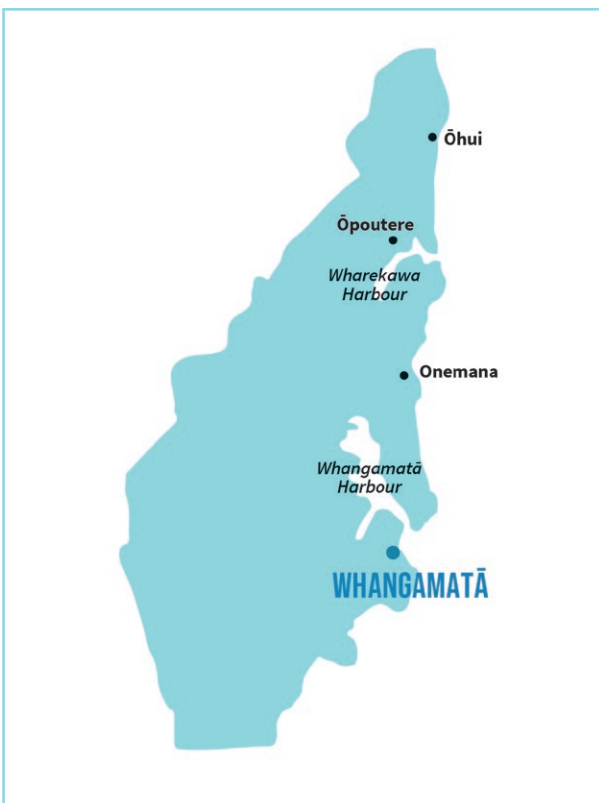 Ōhui
Ōpoutere
Wharekawa
Harbour
Onemana
Whangamatā
Harbour
WHANGAMATĀ